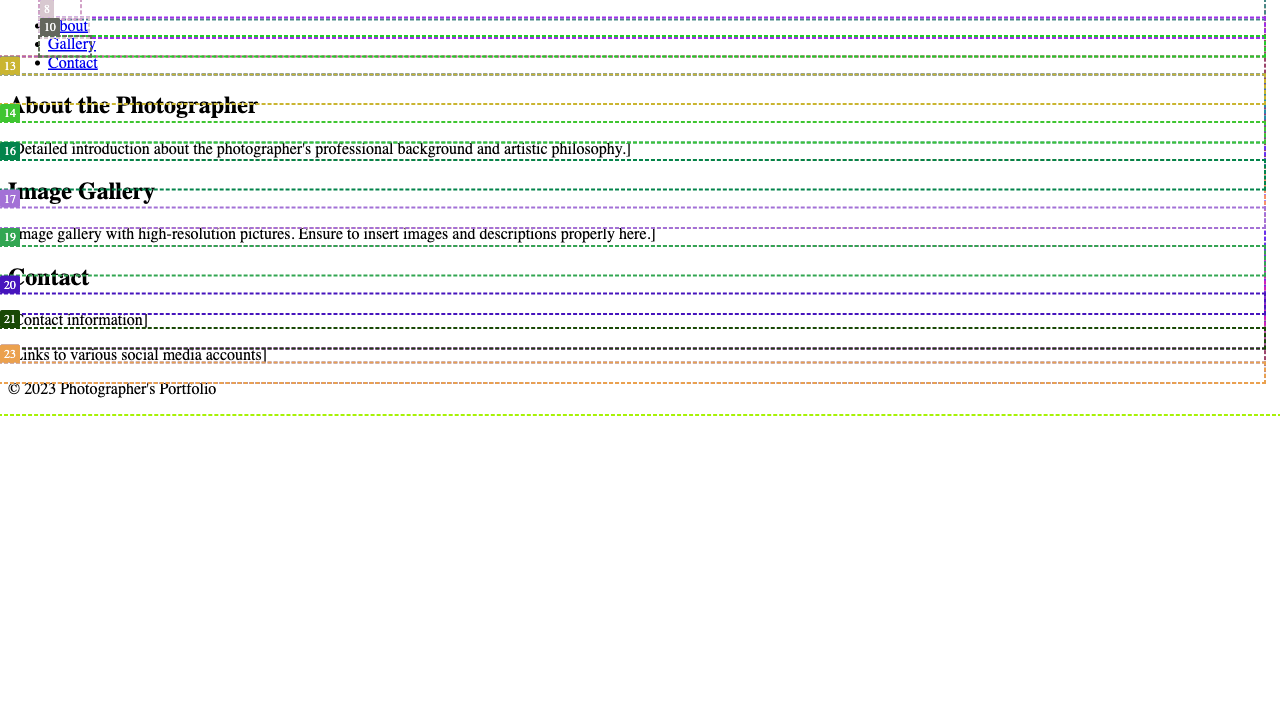 8
10 About
Gallery
13 Contact
About the Photographer
14
16 [Detailed introduction about the photographer's professional background and artistic philosophy.]
Image Gallery
17
19 [Image gallery with high-resolution pictures. Ensure to insert images and descriptions properly here.]
Contact
20
21 [Contact information]
23 [Links to various social media accounts]
© 2023 Photographer's Portfolio